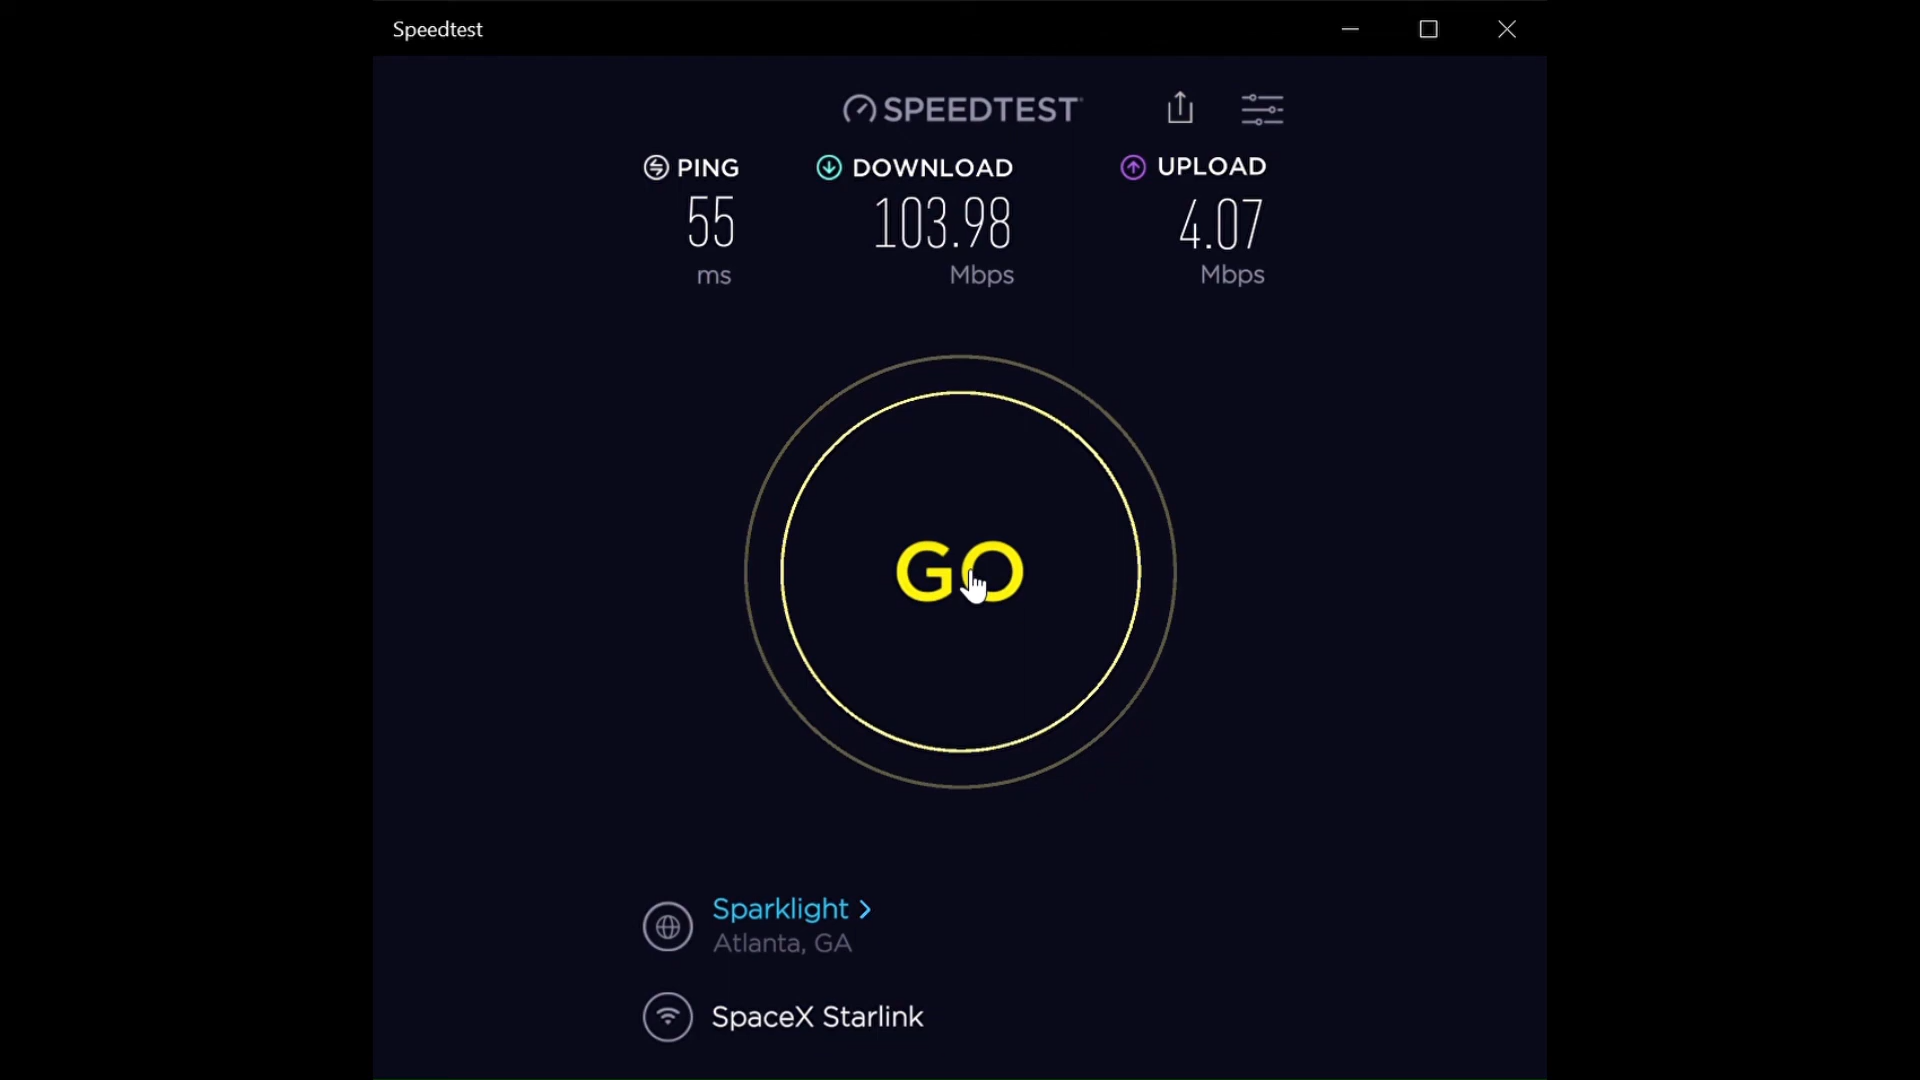 Speedtest
SPEEDTEST
PING
DOWNLOAD
UPLOAD
55
103.98
4.07
ms
Mbps
Mbps
GO
Sparklight >
Atlanta, GA
SpaceX Starlink